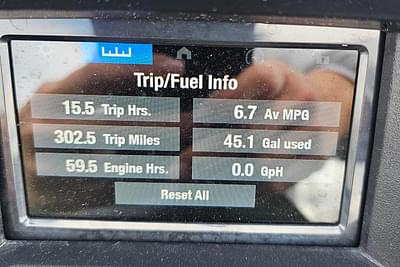 Trip/Fuel Info
15.5 Trip Hrs.
6.7 Av MPG
302.5 Trip Miles
45.1 Gal used
59.5 Engine Hrs.
0.0 GpH
Reset All